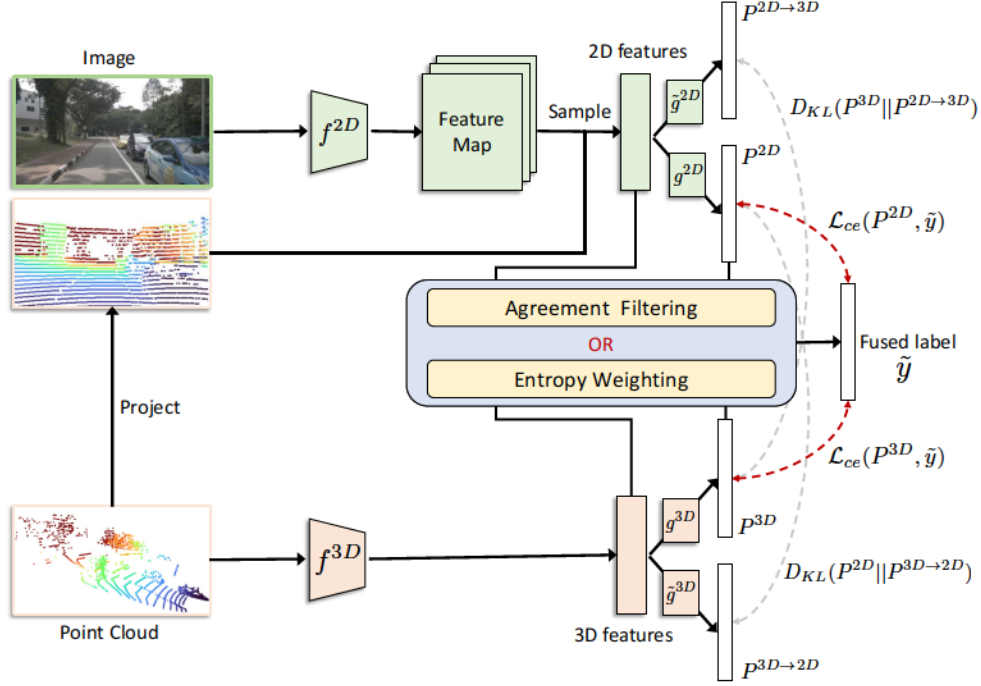 Image
f^{2D}
Feature
Map
Sample
2D features
g̃^{2D}
g^{2D}
P^{2D→3D}
D_{KL}(P^{3D}||P^{2D→3D})
P^{2D}
ℒ_{ce}(P^{2D}, ỹ)
Agreement Filtering
OR
Entropy Weighting
Fused label
ỹ
Project
ℒ_{ce}(P^{3D}, ỹ)
Point Cloud
f^{3D}
3D features
g^{3D}
g̃^{3D}
P^{3D}
D_{KL}(P^{2D}||P^{3D→2D})
P^{3D→2D}